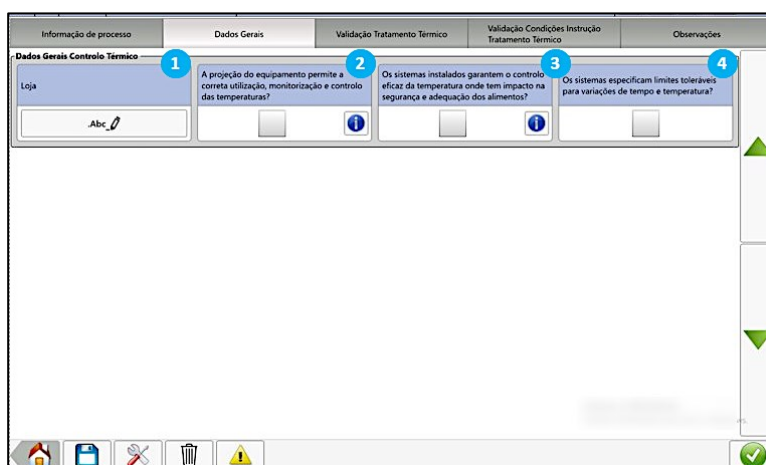 Informação de processo
Dados Gerais
Validação Tratamento Térmico
Validação Condições Instrução
Tratamento Térmico
Observações
Dados Gerais Controlo Térmico
1
Loja
.Abc_
2
A projeção do equipamento permite a
correta utilização, monitorização e controlo
das temperaturas?
3
Os sistemas instalados garantem o controlo
eficaz da temperatura onde tem impacto na
segurança e adequação dos alimentos?
4
Os sistemas especificam limites toleráveis
para variações de tempo e temperatura?